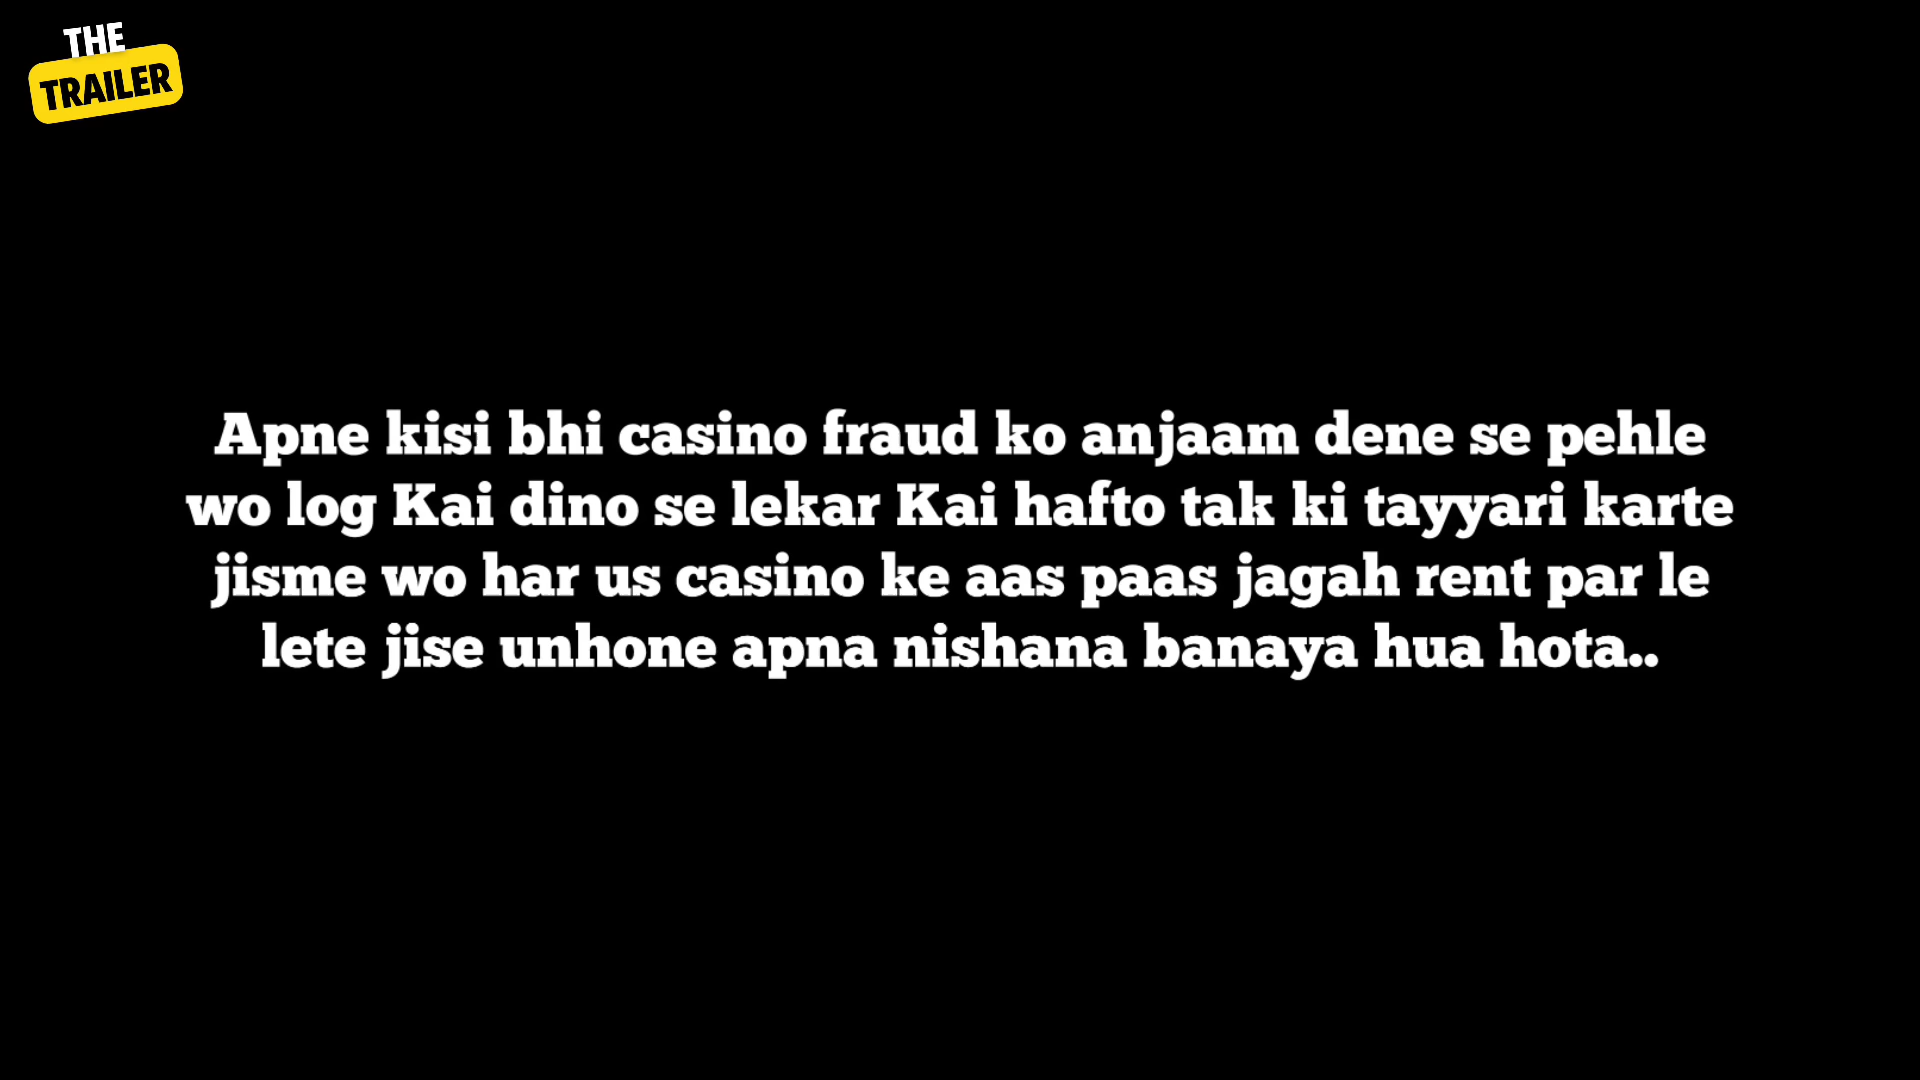 THE
TRAILER
Apne kisi bhi casino fraud ko anjaam dene se pehle
wo log Kai dino se lekar Kai hafto tak ki tayyari karte
jisme wo har us casino ke aas paas jagah rent par le
lete jise unhone apna nishana banaya hua hota..